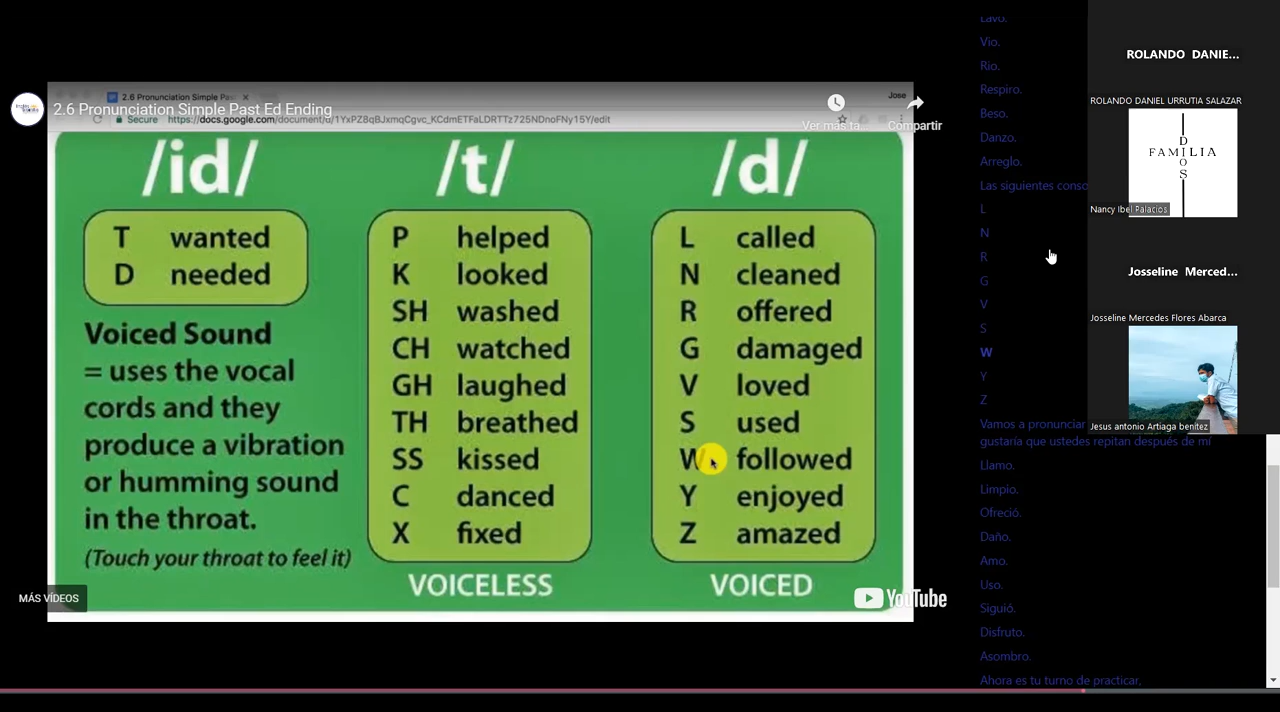 2.6 Pronunciation Simple Pas
Jose
Secure https://docs.google.com/document/u/1YxPZ8qBJxmqCgvc_KCdmETFaLDRTTz725NDnoFNy15Y/edit
2.6 Pronunciation Simple Past Ed Ending
Ver más ta...
Compartir
/id/
T wanted
D needed
Voiced Sound
= uses the vocal
cords and they
produce a vibration
or humming sound
in the throat.
(Touch your throat to feel it)
/t/
P helped
K looked
SH washed
CH watched
GH laughed
TH breathed
SS kissed
C danced
X fixed
VOICELESS
/d/
L called
N cleaned
R offered
G damaged
V loved
S used
W followed
Y enjoyed
Z amazed
VOICED
MÁS VÍDEOS
YouTube
Lavo.
Vio.
Rio.
Respiro.
Beso.
Danzo.
Arreglo.
Las siguientes conso
L
N
R
G
V
S
W
Y
Z
Vamos a pronunciar
gustaría que ustedes repitan después de mí
Llamo.
Limpio.
Ofreció.
Daño.
Amo.
Uso.
Siguió.
Disfruto.
Asombro.
Ahora es tu turno de practicar,
ROLANDO DANIE...
ROLANDO DANIEL URRUTIA SALAZAR
DIOS
FAMILIA
Nancy Ibel Palacios
Josseline Merced...
Josseline Mercedes Flores Abarca
Jesus antonio Artiaga benitez